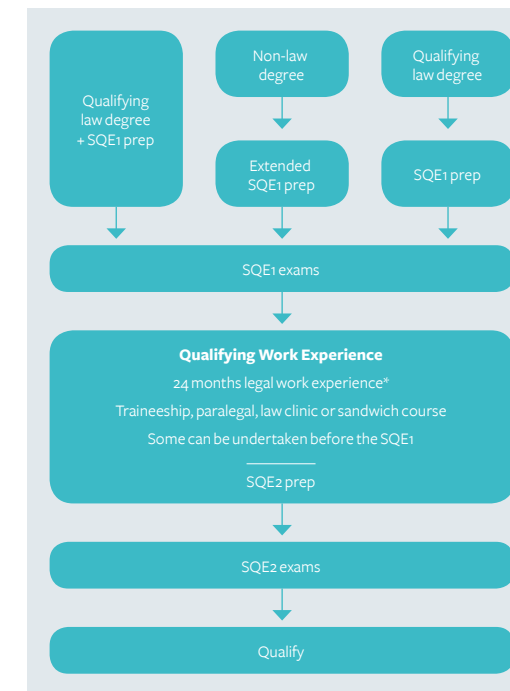 Qualifying
law degree
+ SQE1 prep
Non-law
degree
Qualifying
law degree
Extended
SQE1 prep
SQE1 prep
SQE1 exams
Qualifying Work Experience
24 months legal work experience*
Traineeship, paralegal, law clinic or sandwich course
Some can be undertaken before the SQE1
SQE2 prep
SQE2 exams
Qualify